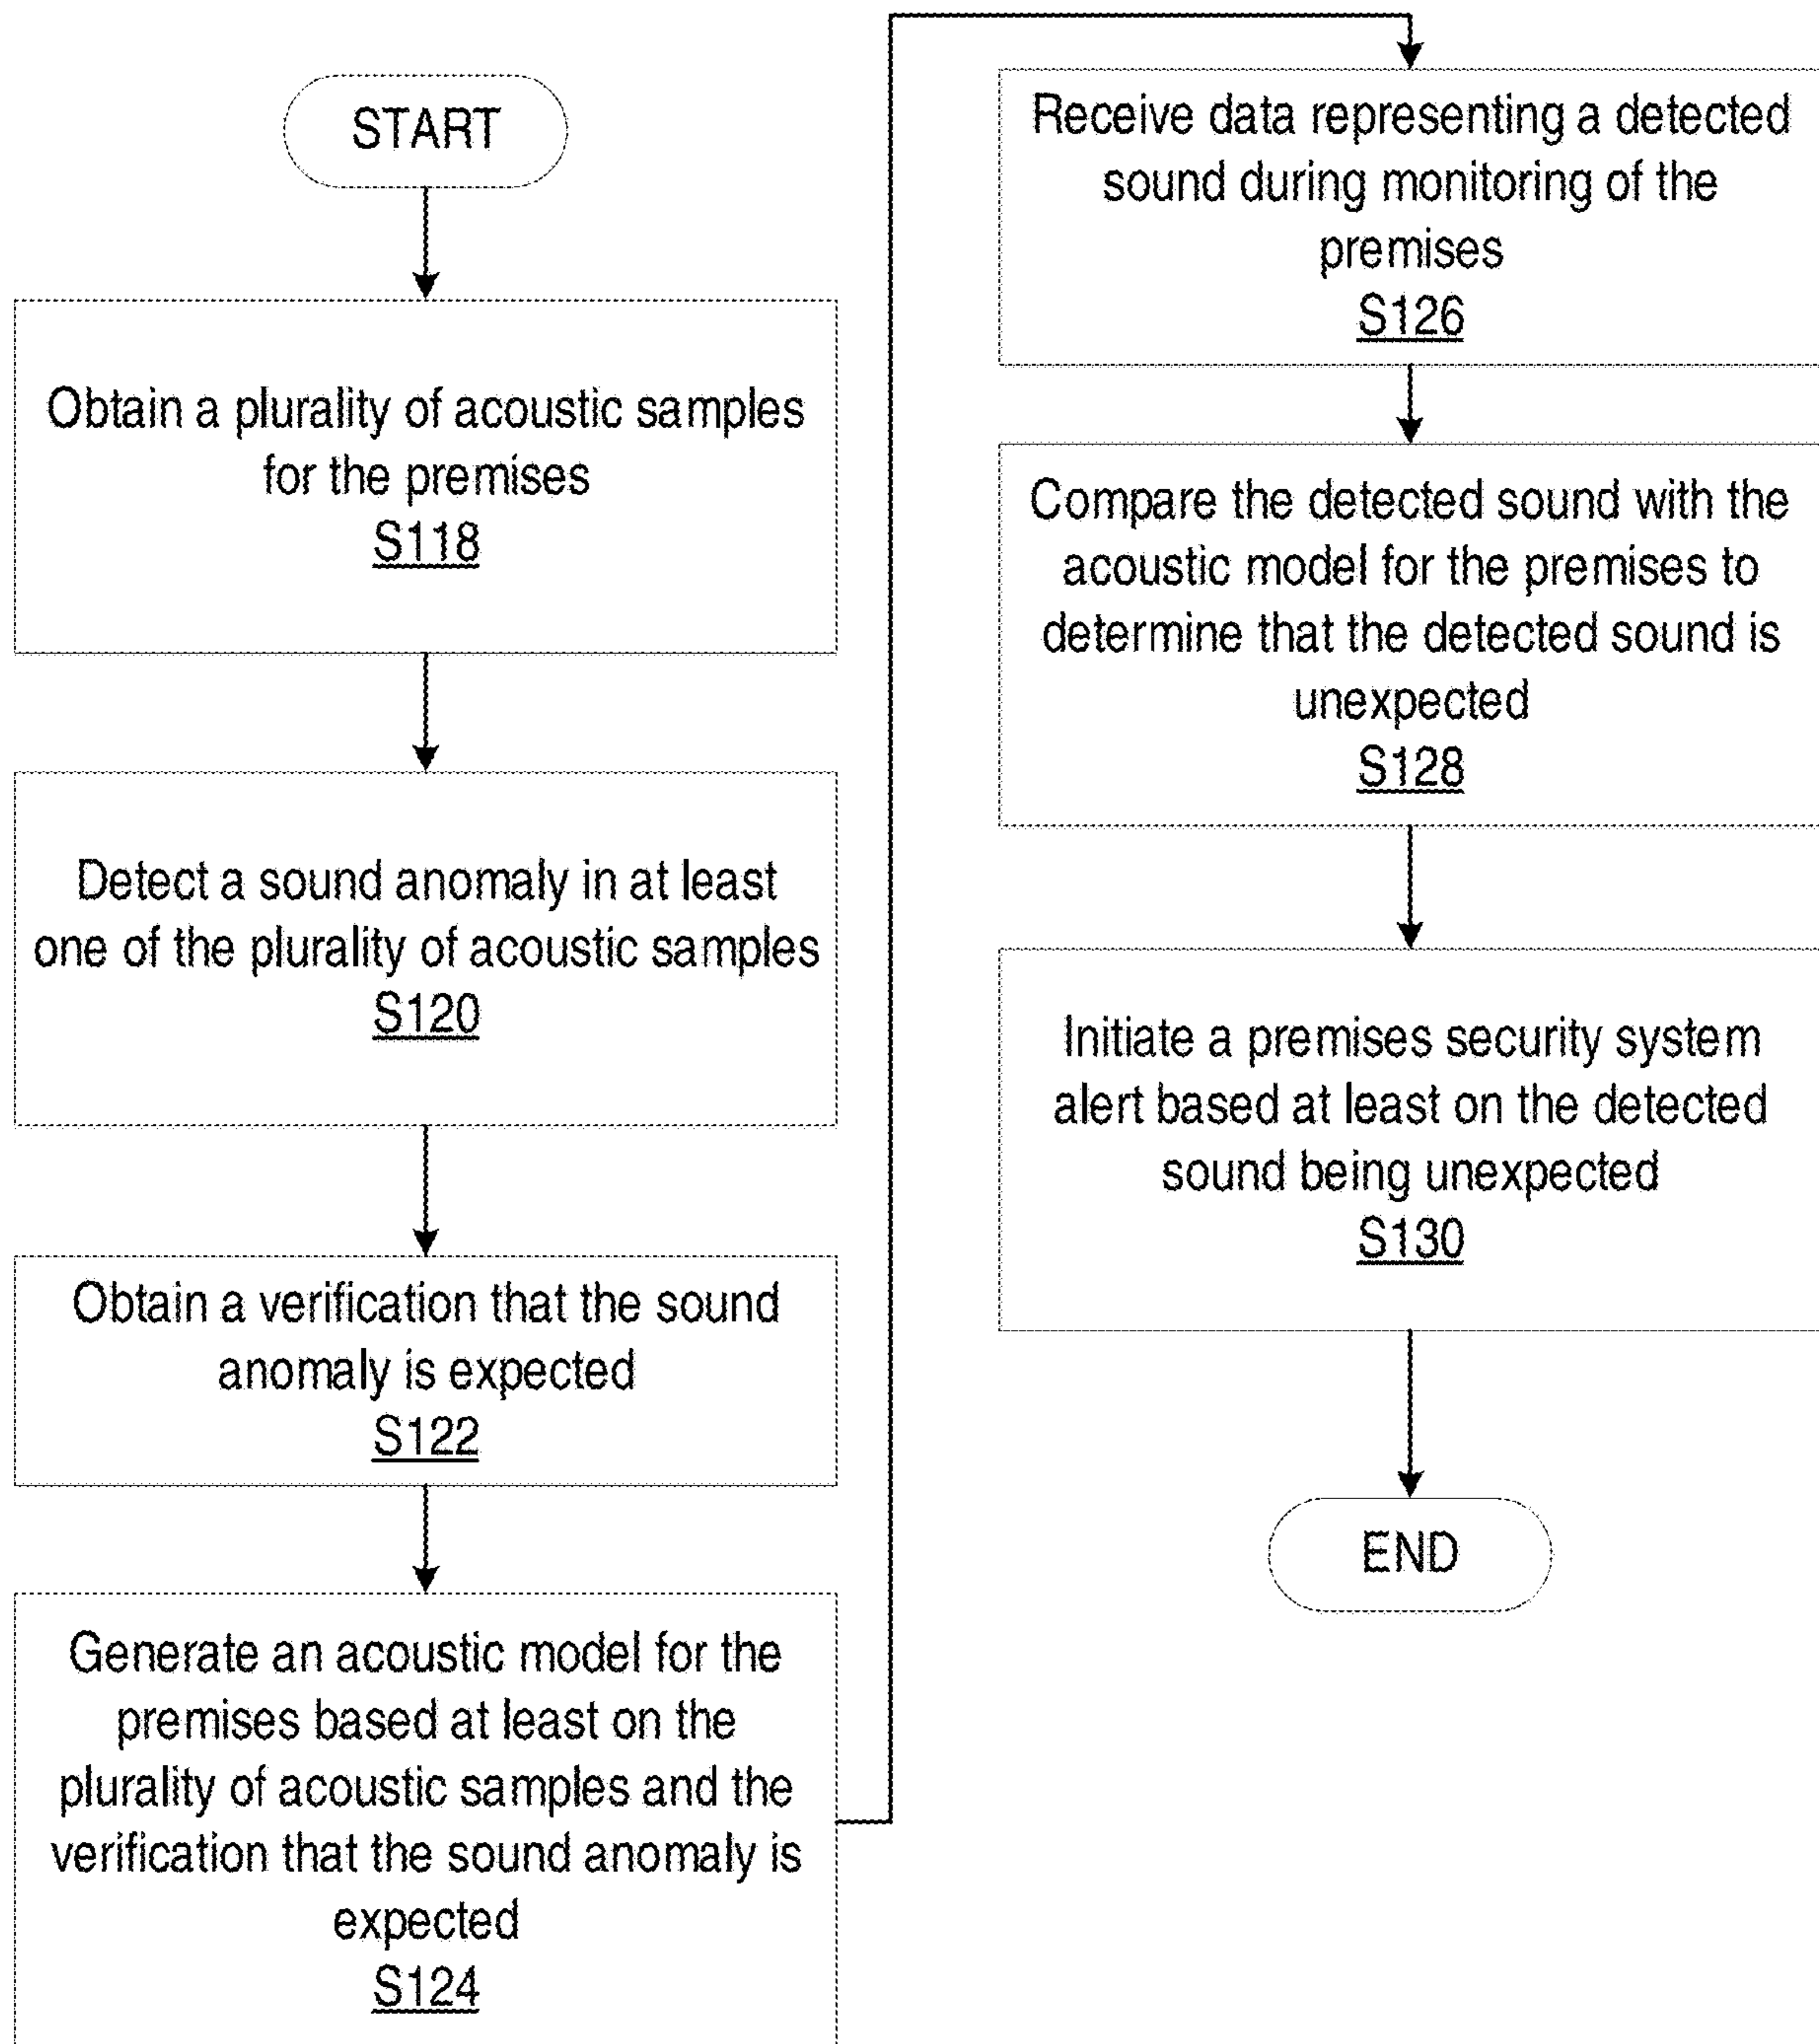 START
Obtain a plurality of acoustic samples
for the premises
S118
Detect a sound anomaly in at least
one of the plurality of acoustic samples
S120
Obtain a verification that the sound
anomaly is expected
S122
Generate an acoustic model for the
premises based at least on the
plurality of acoustic samples and the
verification that the sound anomaly is
expected
S124
Receive data representing a detected
sound during monitoring of the
premises
S126
Compare the detected sound with the
acoustic model for the premises to
determine that the detected sound is
unexpected
S128
Initiate a premises security system
alert based at least on the detected
sound being unexpected
S130
END